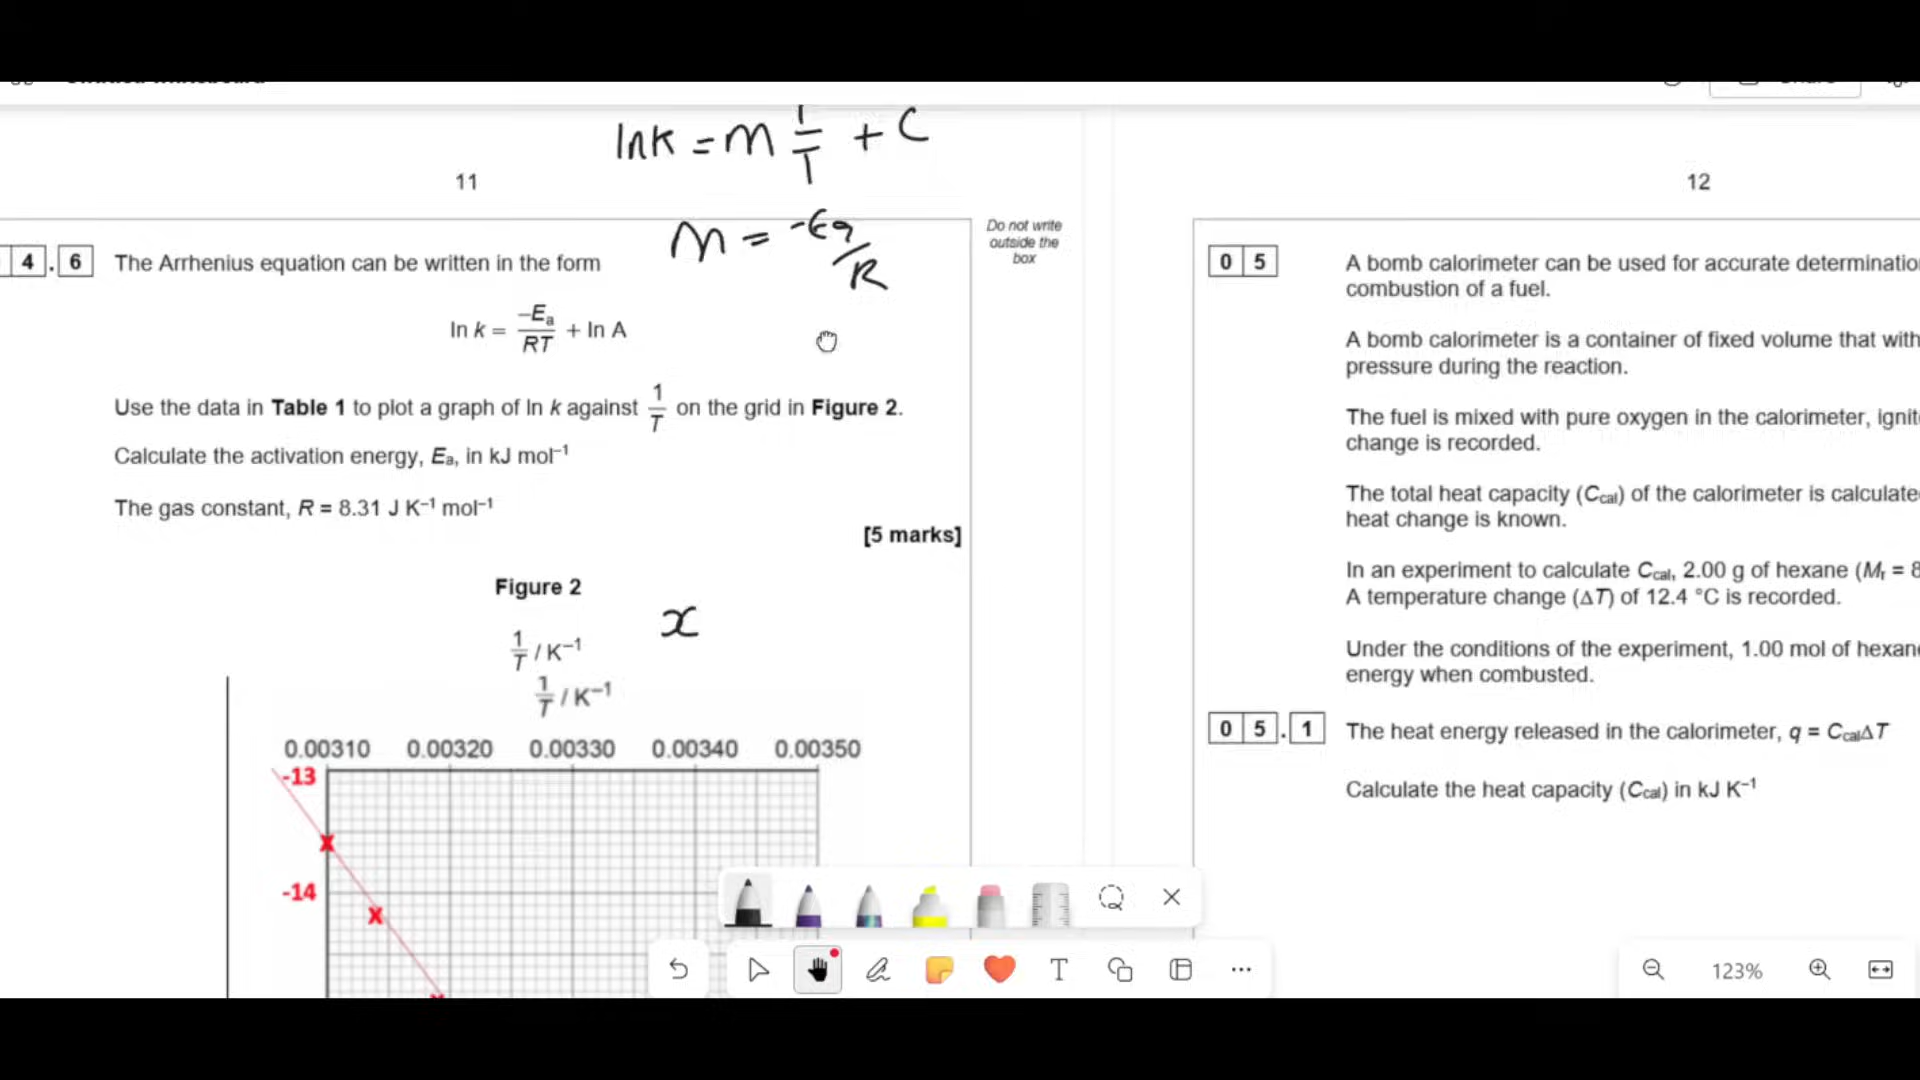 lnk = m 1/T + C
11
m = -Ea/R
Do not write
outside the
box
4 . 6 The Arrhenius equation can be written in the form
ln k = –Ea/RT + ln A
Use the data in Table 1 to plot a graph of ln k against 1/T on the grid in Figure 2.
Calculate the activation energy, Ea, in kJ mol–1
The gas constant, R = 8.31 J K–1 mol–1
[5 marks]
Figure 2
x
1/T / K–1
1/T / K–1
0.00310 0.00320 0.00330 0.00340 0.00350
-13
-14
12
0 5 A bomb calorimeter can be used for accurate determinatio
combustion of a fuel.
A bomb calorimeter is a container of fixed volume that with
pressure during the reaction.
The fuel is mixed with pure oxygen in the calorimeter, ignit
change is recorded.
The total heat capacity (Ccal) of the calorimeter is calculate
heat change is known.
In an experiment to calculate Ccal, 2.00 g of hexane (Mr = 8
A temperature change (ΔT) of 12.4 °C is recorded.
Under the conditions of the experiment, 1.00 mol of hexan
energy when combusted.
0 5 . 1 The heat energy released in the calorimeter, q = CcalΔT
Calculate the heat capacity (Ccal) in kJ K–1
123%